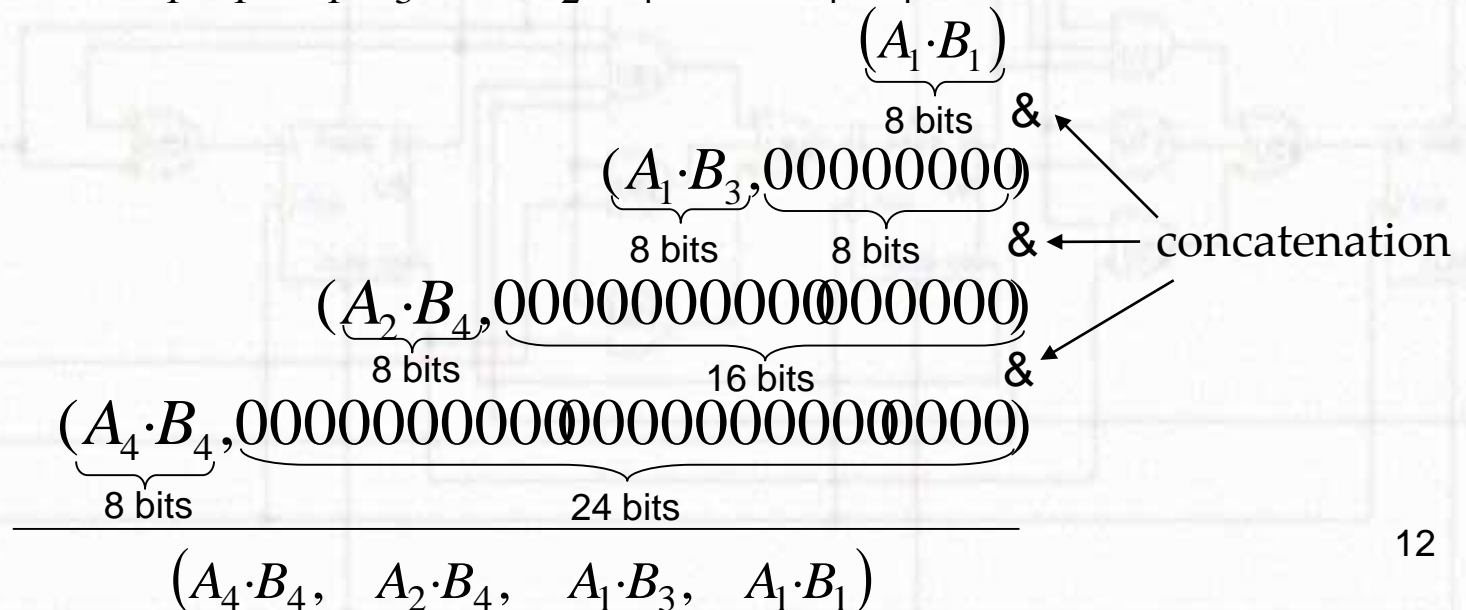 (A₁·B₁)
8 bits &
(A₁·B₃,00000000)
8 bits 8 bits & concatenation
(A₂·B₄,0000000000000000)
8 bits 16 bits &
(A₄·B₄,000000000000000000000000)
8 bits 24 bits
12
(A₄·B₄, A₂·B₄, A₁·B₃, A₁·B₁)